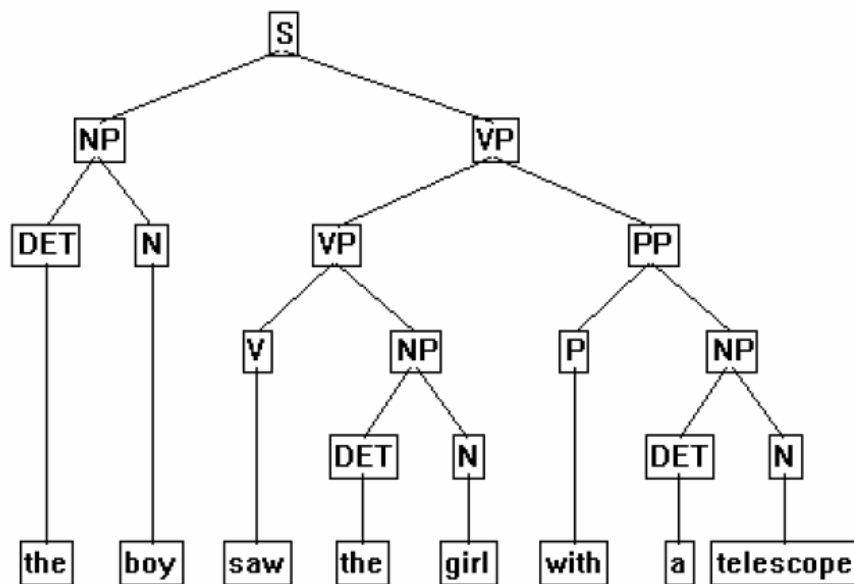 S
NP VP
DET N VP PP
V NP P NP
DET N DET N
the boy saw the girl with a telescope